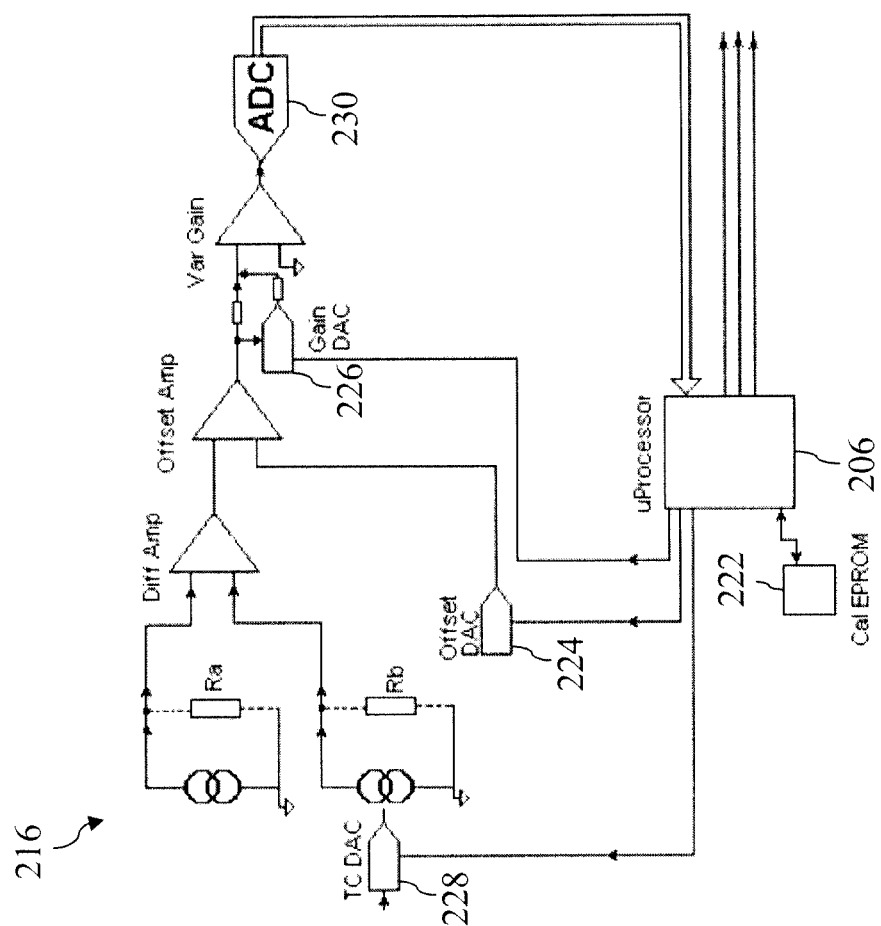 216
TC DAC
228
Ra
Rb
Diff Amp
Offset
DAC
224
Offset Amp
Var Gain
Gain
DAC
226
ADC
230
uProcessor
206
222
Cal EPROM